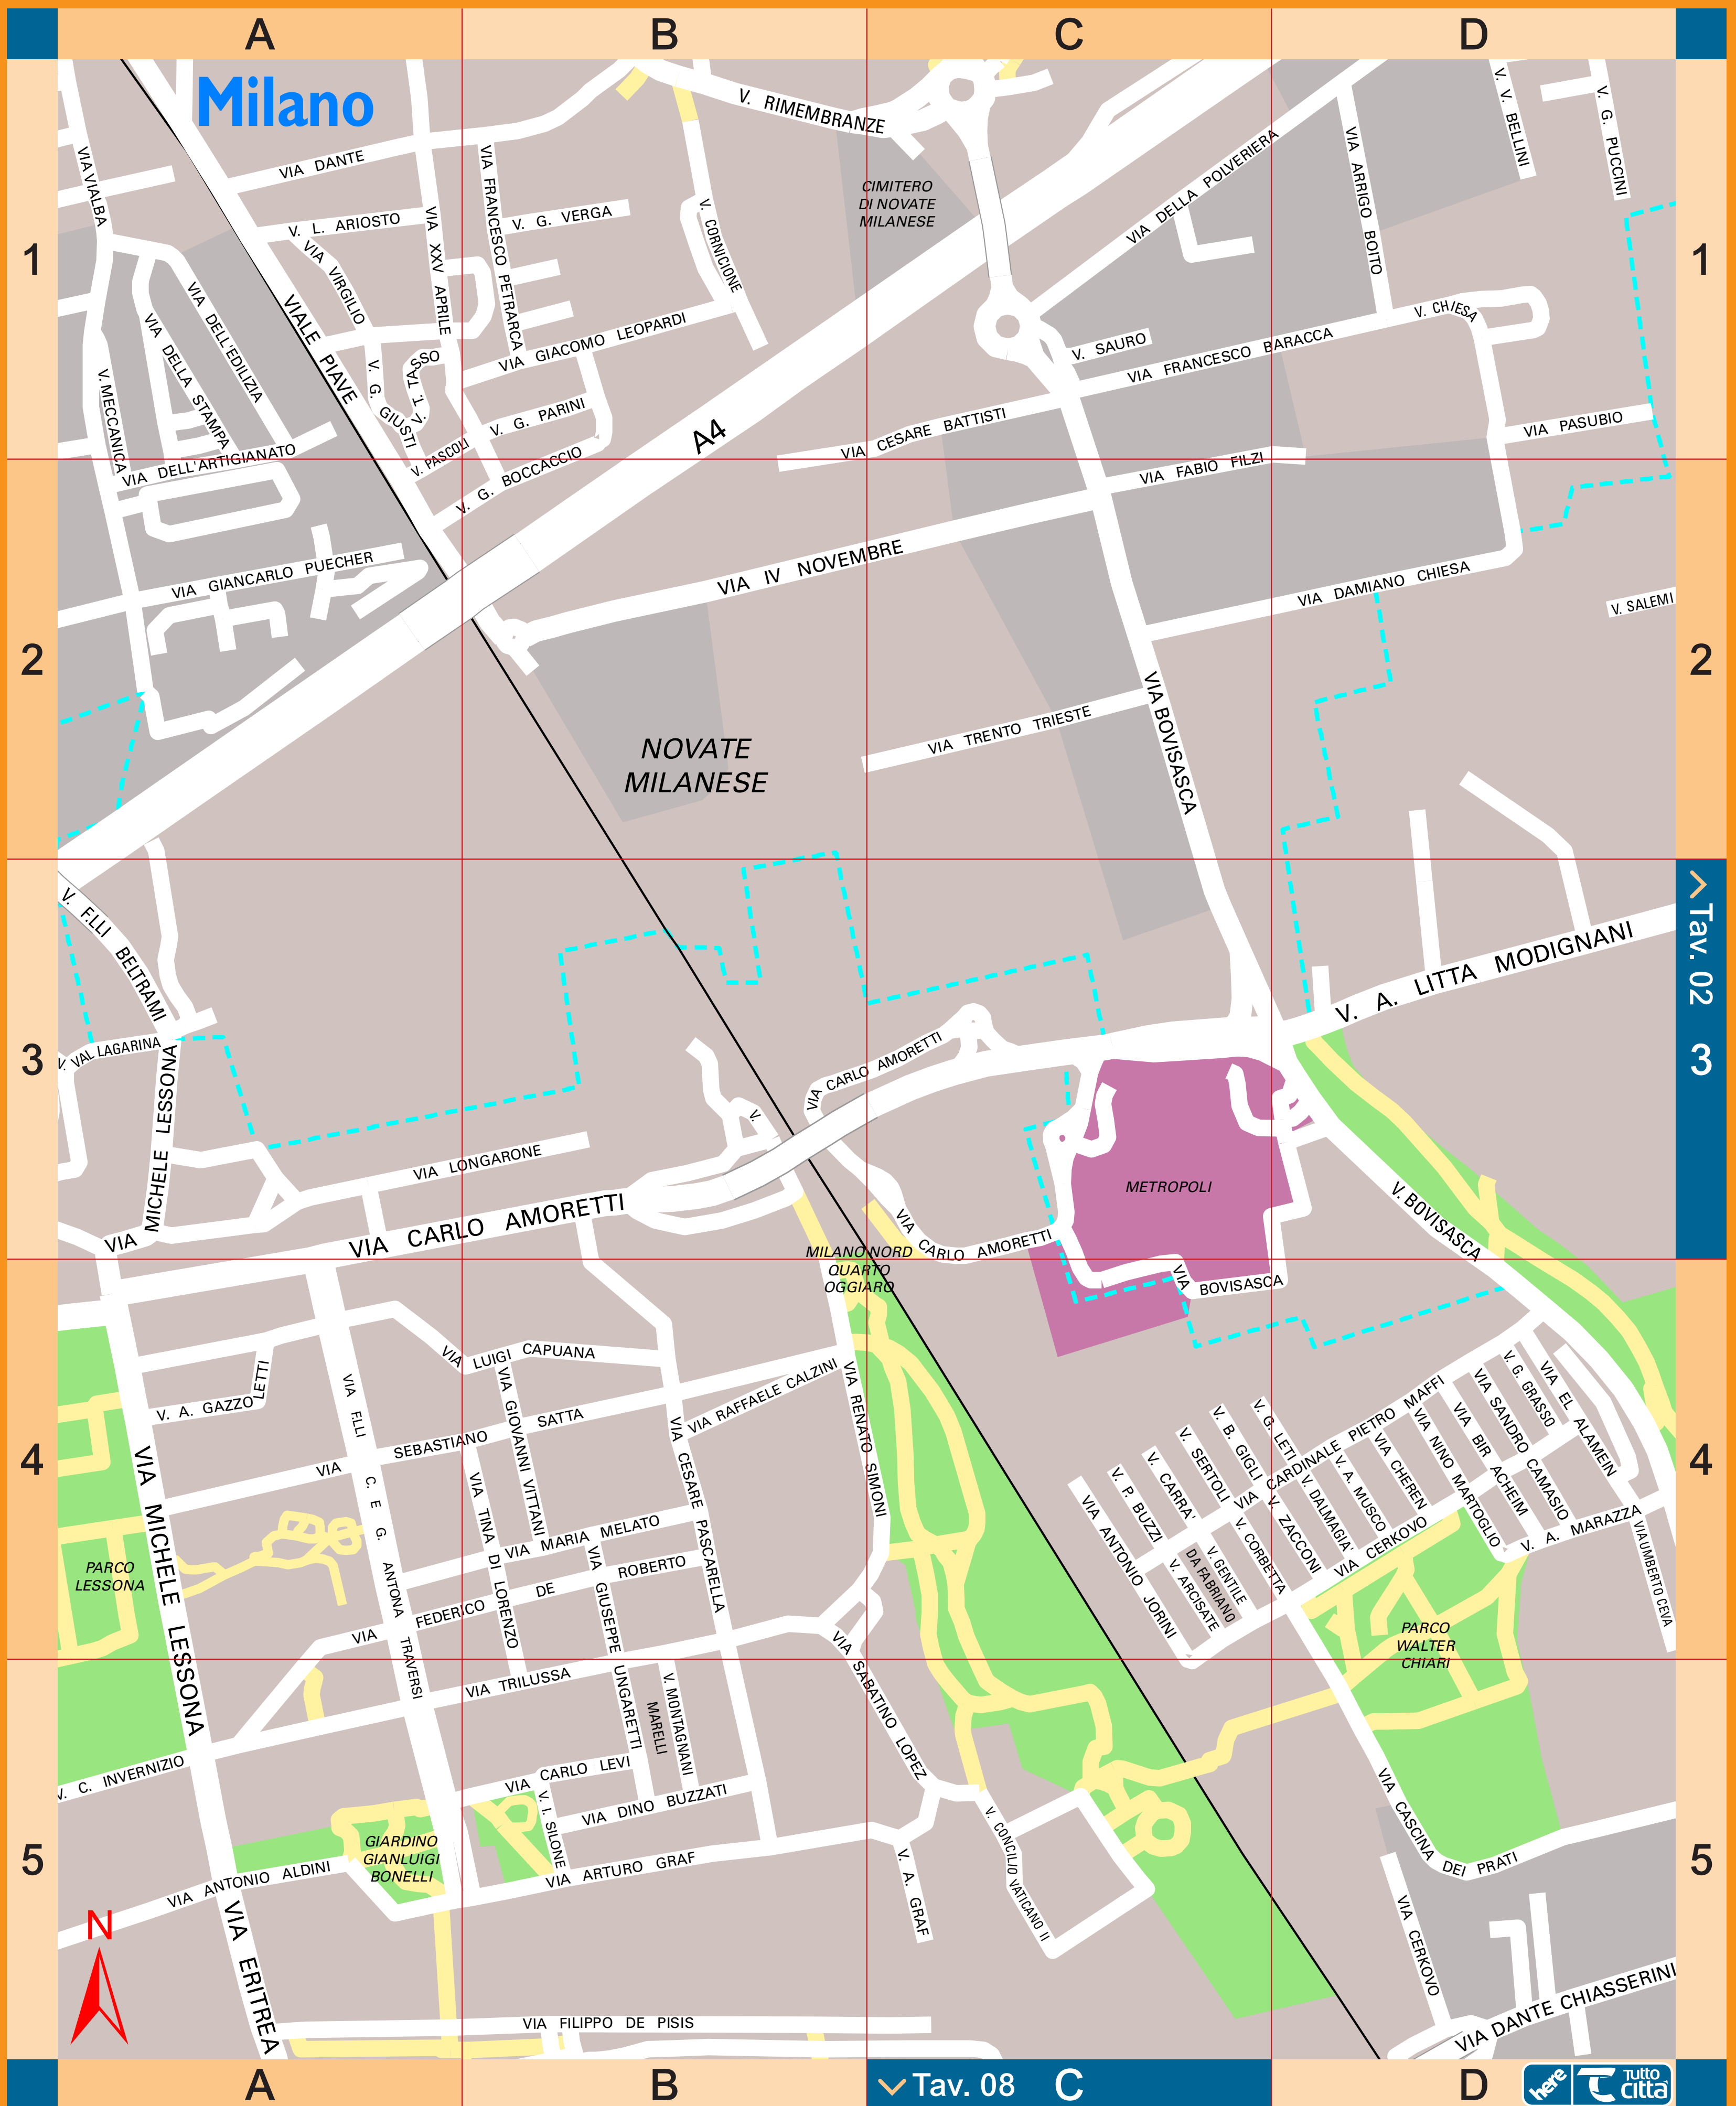 A B C D
Milano
V. RIMEMBRANZE
V. V. BELLINI
V. G. PUCCINI
VIA VIALBA
VIA DANTE
VIA FRANCESCO PETRARCA
CIMITERO
DI NOVATE
MILANESE
VIA DELLA POLVERIERA
VIA ARRIGO BOITO
V. L. ARIOSTO
VIA XXV APRILE
V. G. VERGA
V. CORNICIONE
1
1
VIA VIRGILIO
VIA DELL'EDILIZIA
VIALE PIAVE
VIA DELLA STAMPA
VIA GIACOMO LEOPARDI
V. CHIESA
V. SAURO
VIA FRANCESCO BARACCA
V. MECCANICA
V. G. GIUSTI
V. T. TASSO
V. G. PARINI
A4
VIA CESARE BATTISTI
VIA PASUBIO
V. PASCOLI
VIA DELL'ARTIGIANATO
V. G. BOCCACCIO
VIA FABIO FILZI
VIA GIANCARLO PUECHER
VIA IV NOVEMBRE
VIA DAMIANO CHIESA
V. SALEMI
2
2
NOVATE
MILANESE
VIA TRENTO TRIESTE
VIA BOVISASCA
V. F.LLI BELTRAMI
Tav. 02
V. A. LITTA MODIGNANI
V. VAL LAGARINA
3
3
MICHELE LESSONA
VIA CARLO AMORETTI
V.
VIA LONGARONE
METROPOLI
V. BOVISASCA
VIA
VIA CARLO AMORETTI
VIA CARLO AMORETTI
MILANO NORD
QUARTO
OGGIARO
VIA BOVISASCA
VIA LUIGI CAPUANA
V. A. GAZZOLETTI
VIA F.LLI C. E G. ANTONA TRAVERSI
VIA GIOVANNI VITTANI
VIA RAFFAELE CALZINI
VIA RENATO SIMONI
VIA SEBASTIANO SATTA
VIA CARDINALE PIETRO MAFFI
V. G. GRASSO
VIA EL ALAMEIN
VIA SANDRO CAMASIO
VIA BIR ACHEIM
VIA NINO MARTOGLIO
VIA CHEREN
V. A. MUSCO
V. DALMAGIA'
V. G. LETI
V. B. GIGLI
V. SERTOLI
V. CARRA'
V. P. BUZZI
VIA ANTONIO JORINI
V. ZACCONI
V. CORBETTA
V. GENTILE
DA FABRIANO
V. ARCISATE
VIA CERKOVO
V. A. MARAZZA
VIA UMBERTO CEVA
4
4
VIA MICHELE LESSONA
VIA TINA DI LORENZO
VIA CESARE PASCARELLA
VIA MARIA MELATO
VIA GIUSEPPE UNGARETTI
PARCO
LESSONA
VIA FEDERICO DE ROBERTO
PARCO
WALTER
CHIARI
VIA TRILUSSA
VIA SABATINO LOPEZ
MARELLI
V. MONTAGNANI
V. C. INVERNIZIO
VIA CARLO LEVI
VIA DINO BUZZATI
V. I. SILONE
V. CONCILIO VATICANO II
VIA CASCINA DEI PRATI
5
5
GIARDINO
GIANLUIGI
BONELLI
VIA ANTONIO ALDINI
VIA ARTURO GRAF
V. A. GRAF
N
VIA ERITREA
VIA CERKOVO
VIA FILIPPO DE PISIS
VIA DANTE CHIASSERINI
A B Tav. 08 C D
here TUTTO
città